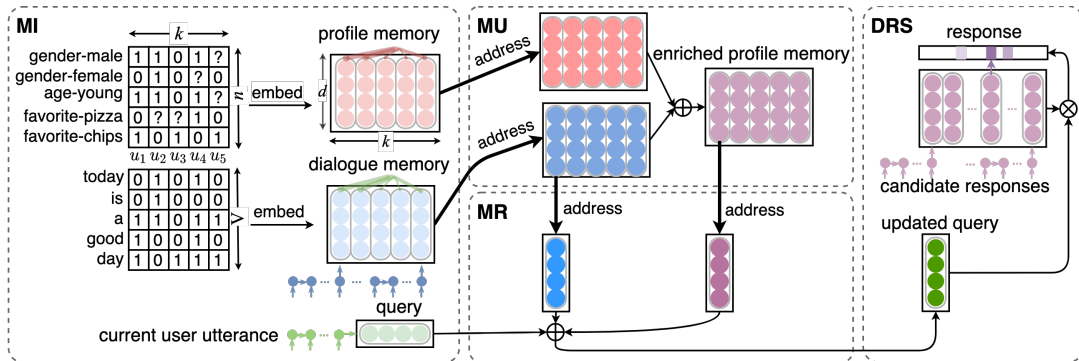 MI
k
gender-male 1 1 0 1 ?
gender-female 0 1 0 ? 0
age-young 1 1 0 1 ?
favorite-pizza 0 ? ? 1 0
favorite-chips 1 0 1 0 1
n
embed
u1 u2 u3 u4 u5
today 1 0 1 0 1
is 0 1 0 0 0
a 1 1 0 1 1
good 1 0 0 1 0
day 1 0 1 1 1
V
embed
profile memory
d
k
dialogue memory
...
...
...
query
current user utterance
...
address
address
MU
enriched profile memory
MR
address
address
DRS
response
...
...
...
...
...
candidate responses
updated query